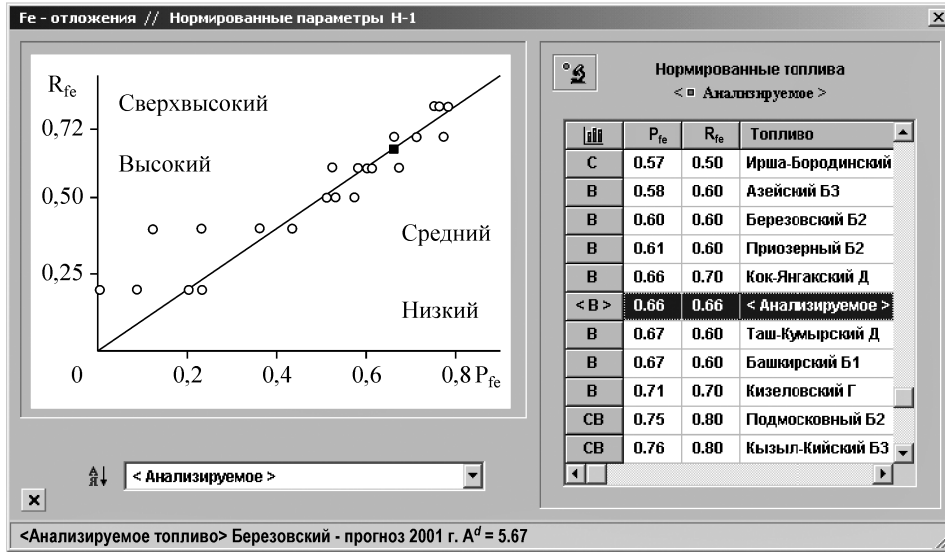 Fe - отложения // Нормированные параметры Н-1
R_fe
Сверхвысокий
0,72
Высокий
0,50
Средний
0,25
Низкий
0 0,2 0,4 0,6 0,8 P_fe
Нормированные топлива
< Анализируемое >
P_fe R_fe Топливо
С 0.57 0.50 Ирша-Бородинский
В 0.58 0.60 Азейский Б3
В 0.60 0.60 Березовский Б2
В 0.61 0.60 Приозерный Б2
В 0.66 0.70 Кок-Янгакский Д
< В > 0.66 0.66 < Анализируемое >
В 0.67 0.60 Таш-Кумырский Д
В 0.67 0.60 Башкирский Б1
В 0.71 0.70 Кизеловский Г
СВ 0.75 0.80 Подмосковный Б2
СВ 0.76 0.80 Кызыл-Кийский Б3
А
Я
< Анализируемое >
<Анализируемое топливо> Березовский - прогноз 2001 г. A^d = 5.67